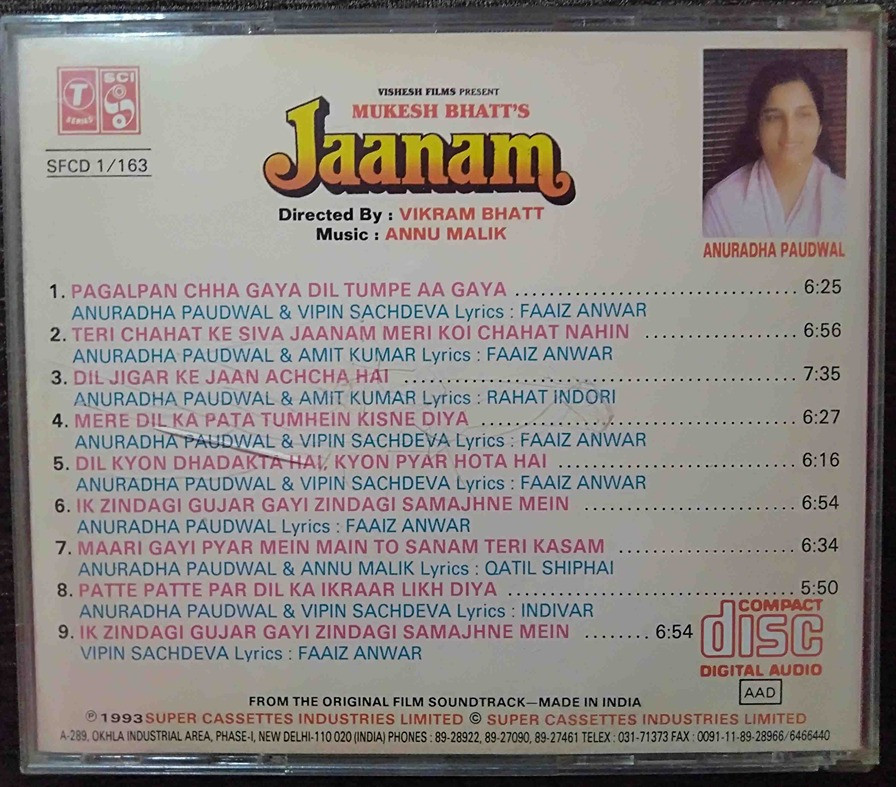 T
SERIES
SCI
SFCD 1/163
VISHESH FILMS PRESENT
MUKESH BHATT'S
Jaanam
Directed By : VIKRAM BHATT
Music : ANNU MALIK
ANURADHA PAUDWAL
1. PAGALPAN CHHA GAYA DIL TUMPE AA GAYA ................................ 6:25
ANURADHA PAUDWAL & VIPIN SACHDEVA Lyrics : FAAIZ ANWAR
2. TERI CHAHAT KE SIVA JAANAM MERI KOI CHAHAT NAHIN ................. 6:56
ANURADHA PAUDWAL & AMIT KUMAR Lyrics : FAAIZ ANWAR
3. DIL JIGAR KE JAAN ACHCHA HAI ............................................. 7:35
ANURADHA PAUDWAL & AMIT KUMAR Lyrics : RAHAT INDORI
4. MERE DIL KA PATA TUMHEIN KISNE DIYA .................................... 6:27
ANURADHA PAUDWAL & VIPIN SACHDEVA Lyrics : FAAIZ ANWAR
5. DIL KYON DHADAKTA HAI, KYON PYAR HOTA HAI ........................... 6:16
ANURADHA PAUDWAL & VIPIN SACHDEVA Lyrics : FAAIZ ANWAR
6. IK ZINDAGI GUJAR GAYI ZINDAGI SAMAJHNE MEIN ........................ 6:54
ANURADHA PAUDWAL Lyrics : FAAIZ ANWAR
7. MAARI GAYI PYAR MEIN MAIN TO SANAM TERI KASAM .................... 6:34
ANURADHA PAUDWAL & ANNU MALIK Lyrics : QATIL SHIPHAI
8. PATTE PATTE PAR DIL KA IKRAAR LIKH DIYA ................................. 5:50
ANURADHA PAUDWAL & VIPIN SACHDEVA Lyrics : INDIVAR
9. IK ZINDAGI GUJAR GAYI ZINDAGI SAMAJHNE MEIN ........ 6:54
VIPIN SACHDEVA Lyrics : FAAIZ ANWAR
COMPACT
disc
DIGITAL AUDIO
AAD
FROM THE ORIGINAL FILM SOUNDTRACK—MADE IN INDIA
℗ 1993 SUPER CASSETTES INDUSTRIES LIMITED © SUPER CASSETTES INDUSTRIES LIMITED
A-289, OKHLA INDUSTRIAL AREA, PHASE-I, NEW DELHI-110 020 (INDIA) PHONES : 89-28922, 89-27090, 89-27461 TELEX : 031-71373 FAX : 0091-11-89-28966/6466440